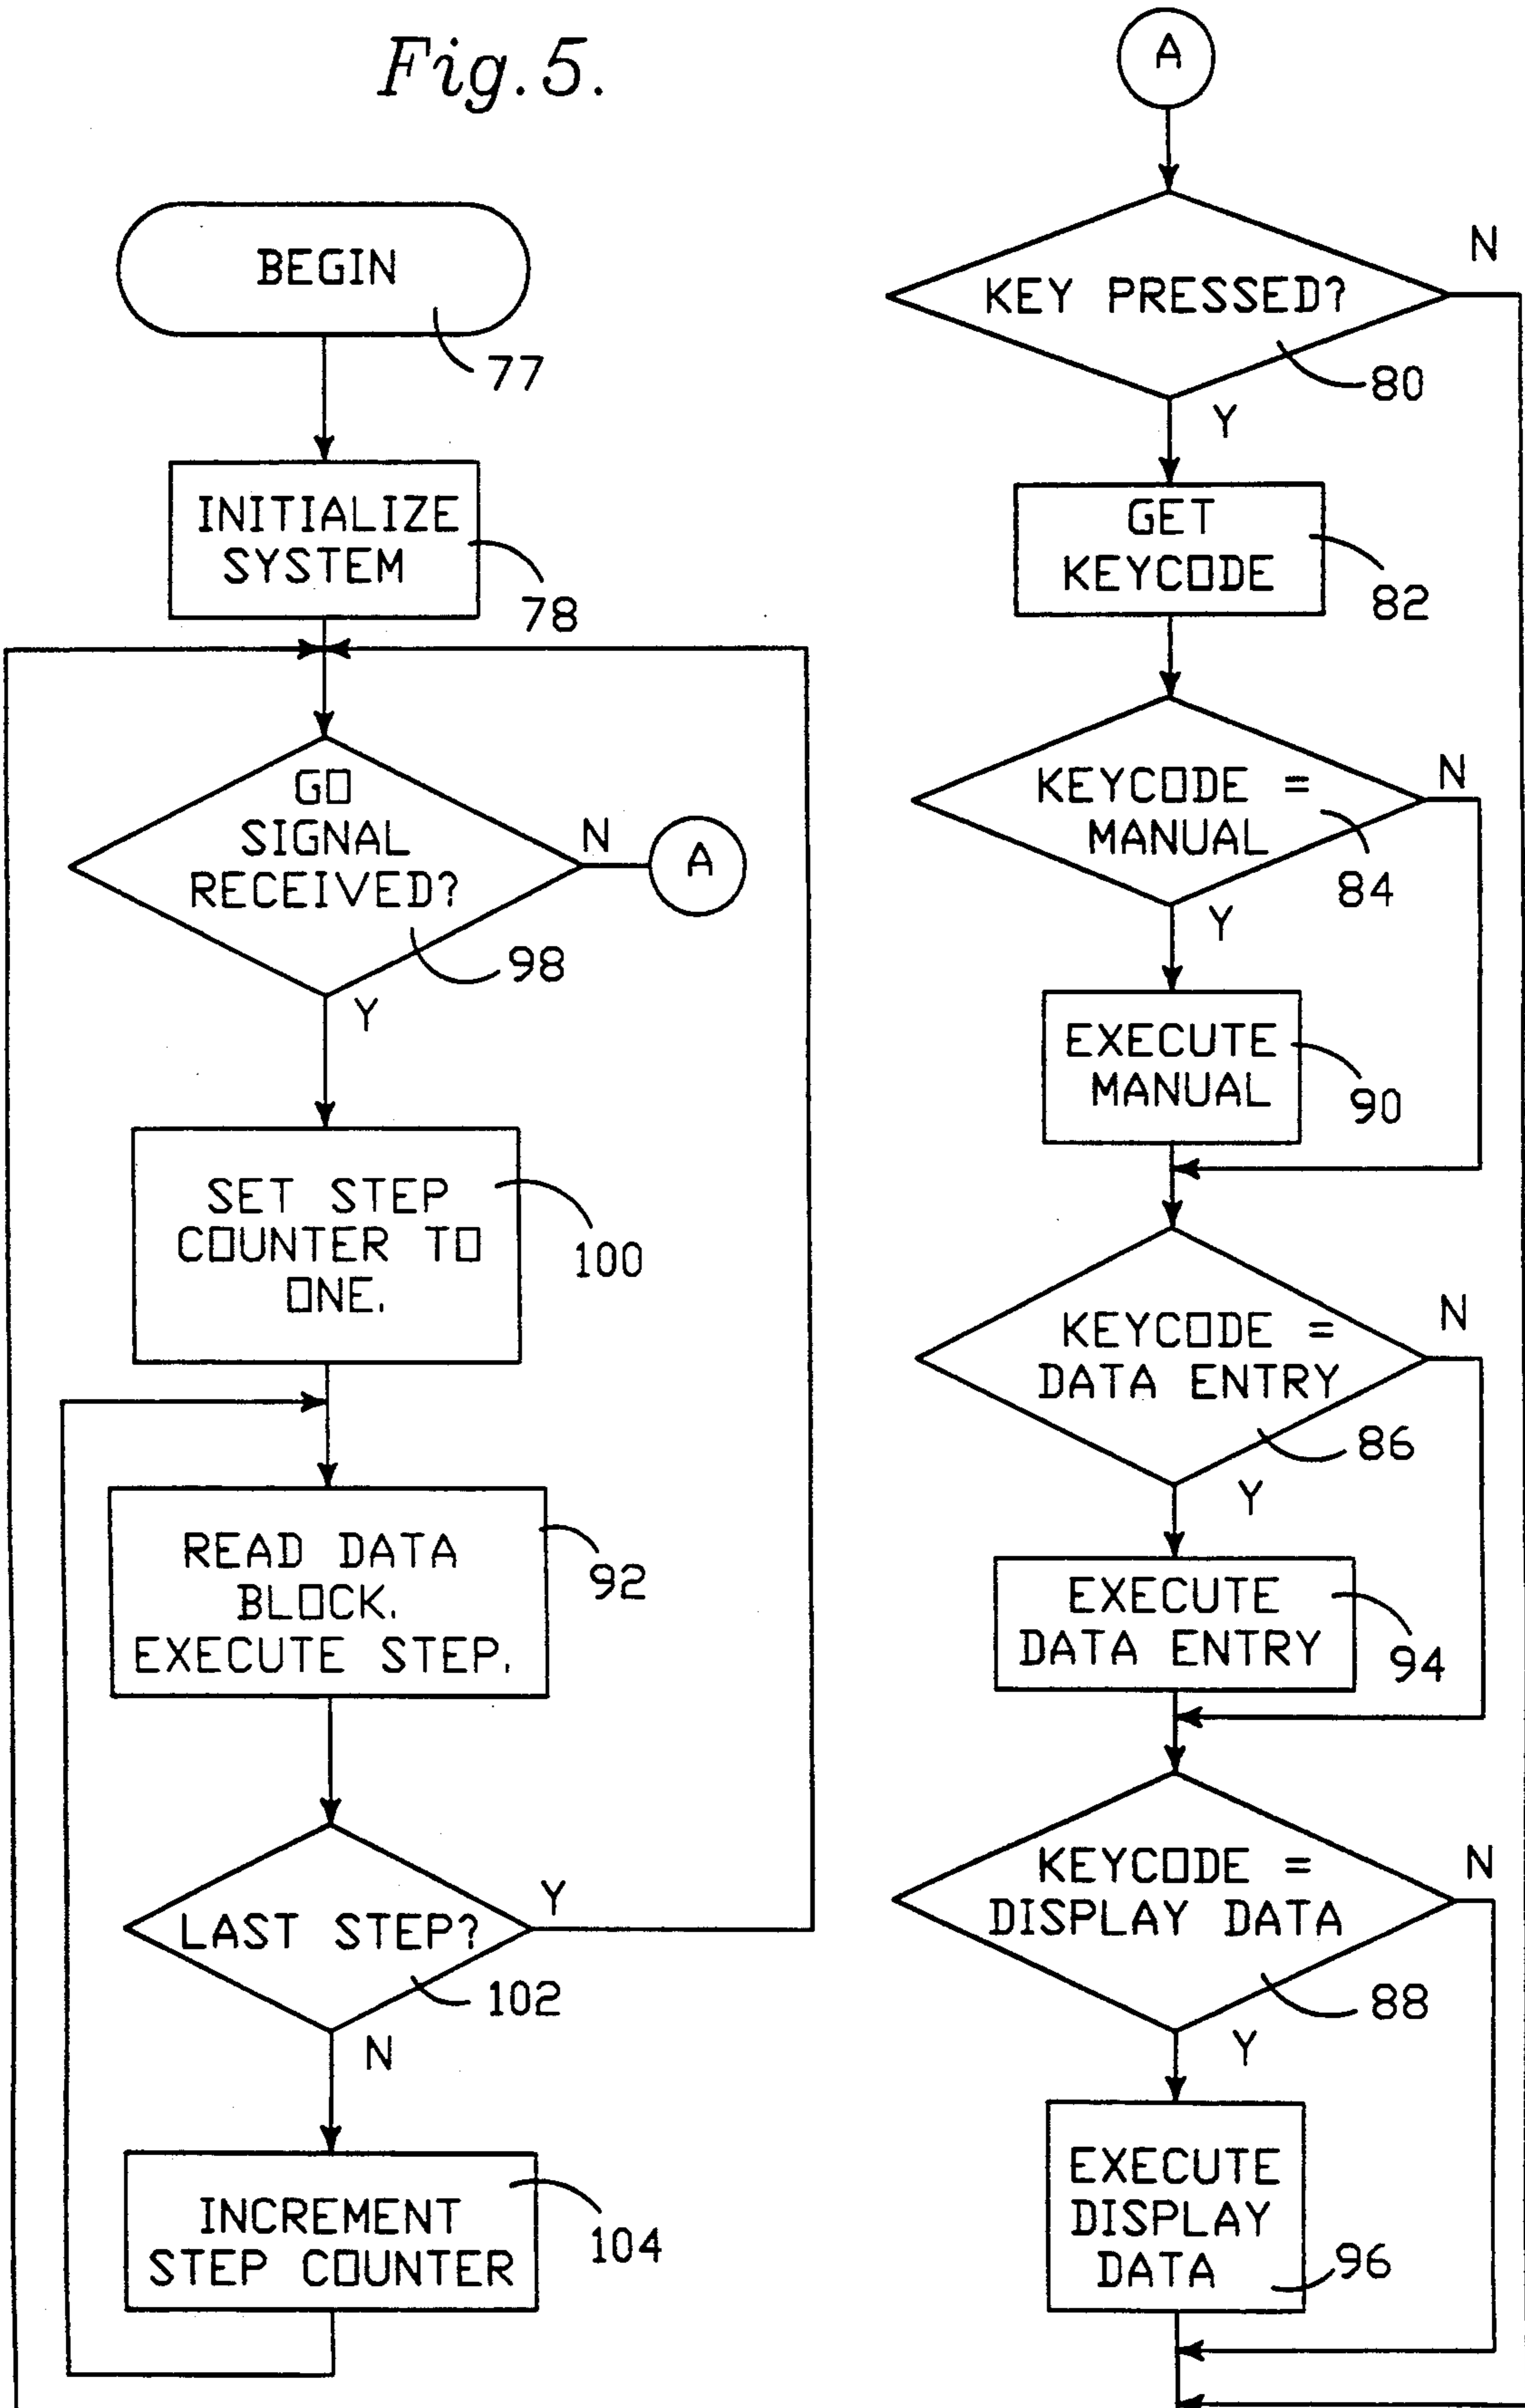 Fig. 5.
BEGIN
77
INITIALIZE
SYSTEM
78
GO
SIGNAL
RECEIVED?
N
A
98
Y
SET STEP
COUNTER TO
ONE.
100
READ DATA
BLOCK.
EXECUTE STEP.
92
LAST STEP?
Y
102
N
INCREMENT
STEP COUNTER
104
A
KEY PRESSED?
N
80
Y
GET
KEYCODE
82
KEYCODE =
MANUAL
N
84
Y
EXECUTE
MANUAL
90
KEYCODE =
DATA ENTRY
N
86
Y
EXECUTE
DATA ENTRY
94
KEYCODE =
DISPLAY DATA
N
88
Y
EXECUTE
DISPLAY
DATA
96